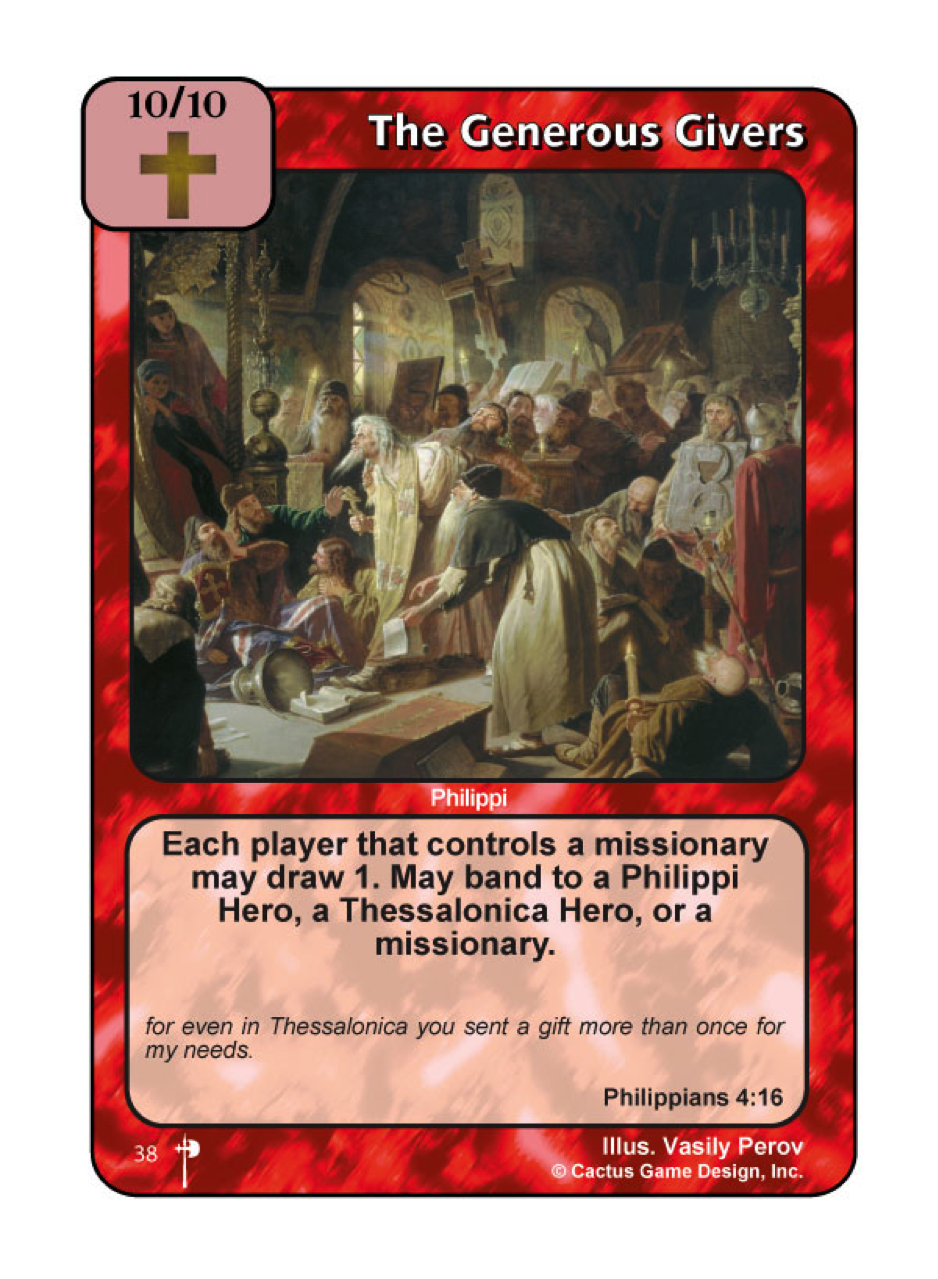 10/10
The Generous Givers
Philippi
Each player that controls a missionary
may draw 1. May band to a Philippi
Hero, a Thessalonica Hero, or a
missionary.
for even in Thessalonica you sent a gift more than once for
my needs.
Philippians 4:16
38
Illus. Vasily Perov
© Cactus Game Design, Inc.